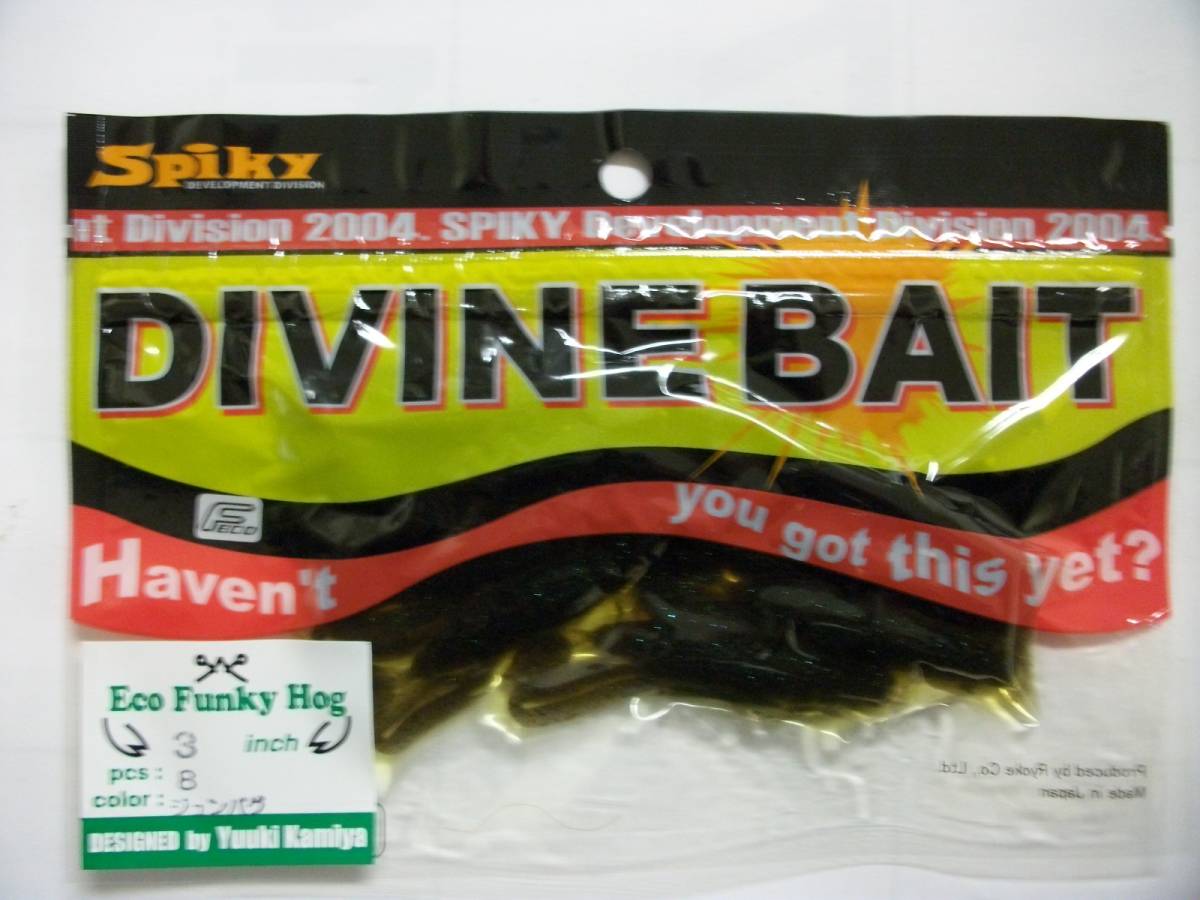 Spiky
DEVELOPMENT DIVISION
nt Division 2004. SPIKY Development Division 2004.
DIVINE BAIT
FECO
Haven't you got this yet?
Eco Funky Hog
3 inch
pcs: 8
color: ジュンバグ
DESIGNED by Yuuki Kamiya
Produced by Ryoke Co., Ltd.
Made in Japan